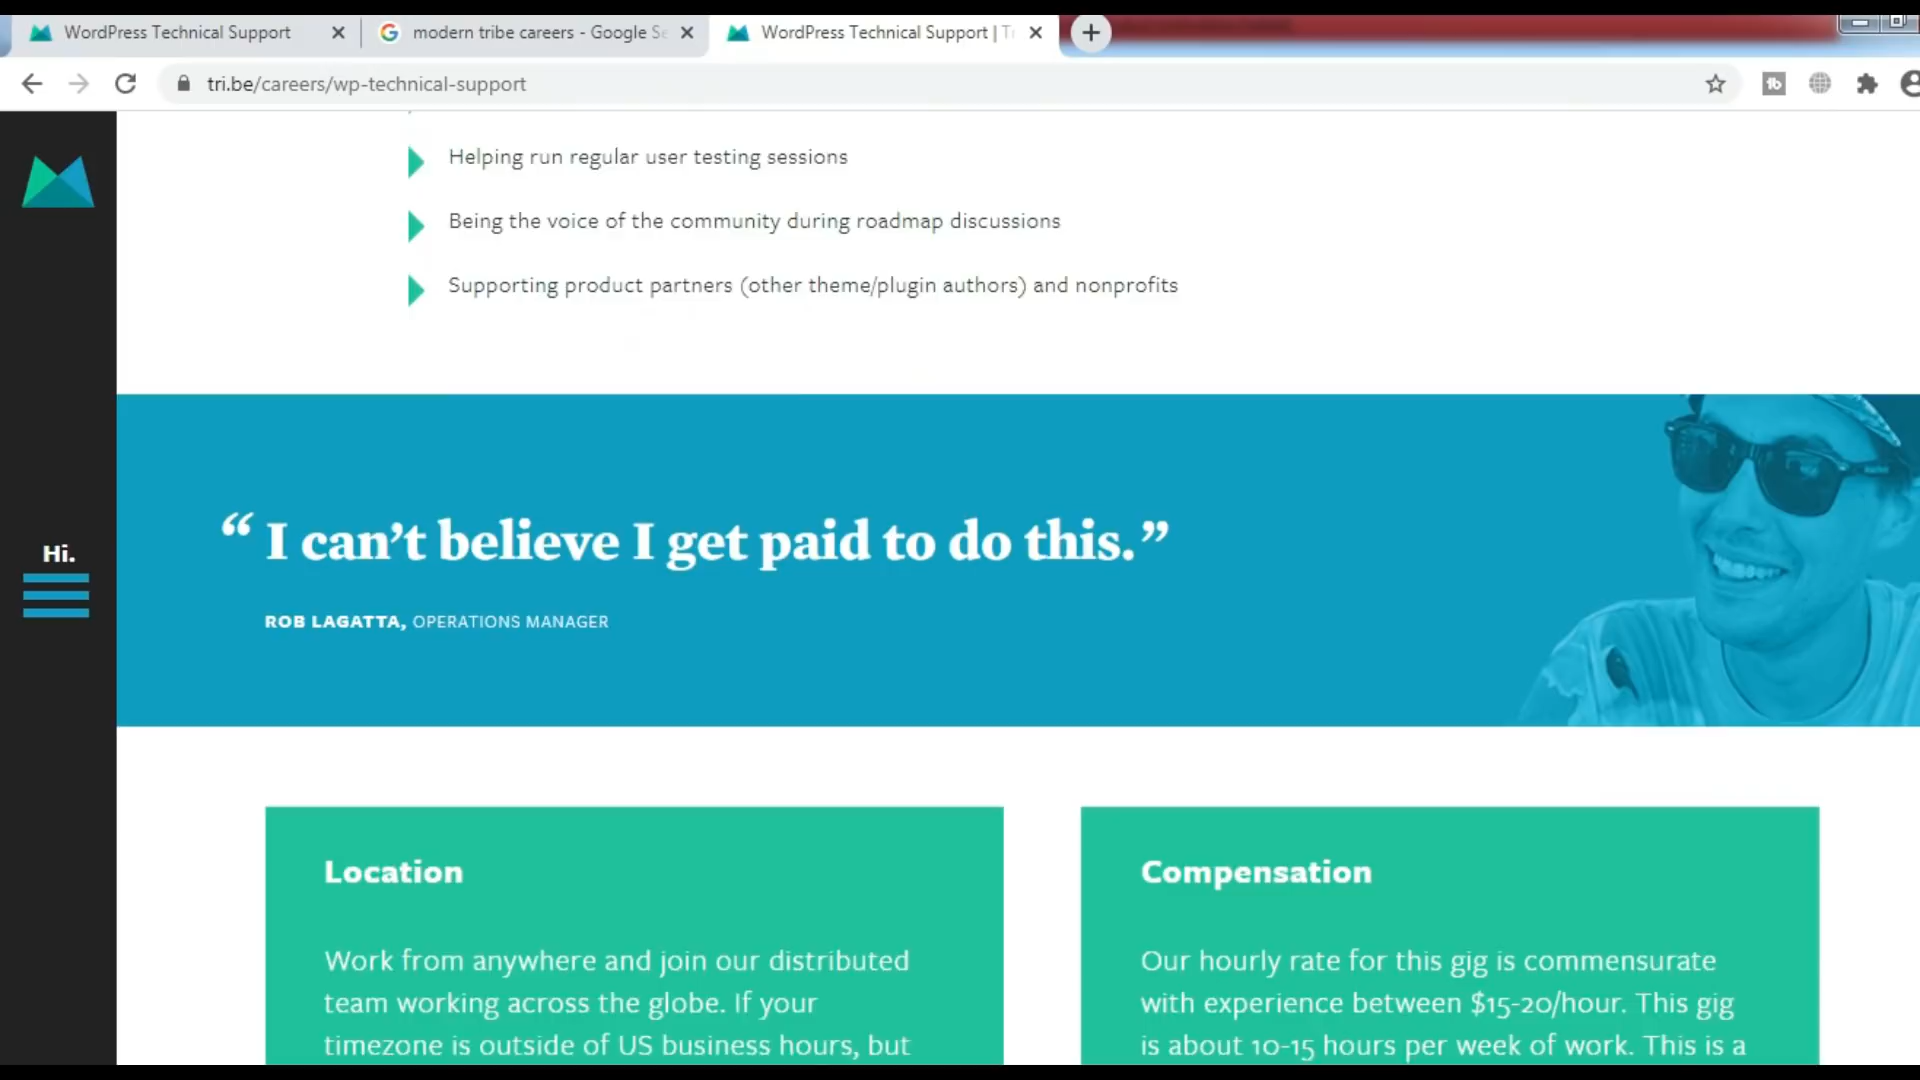 WordPress Technical Support
modern tribe careers - Google Se
WordPress Technical Support | Tr
tri.be/careers/wp-technical-support
Helping run regular user testing sessions
Being the voice of the community during roadmap discussions
Supporting product partners (other theme/plugin authors) and nonprofits
Hi.
“ I can’t believe I get paid to do this.”
ROB LAGATTA, OPERATIONS MANAGER
Location
Work from anywhere and join our distributed
team working across the globe. If your
timezone is outside of US business hours, but
Compensation
Our hourly rate for this gig is commensurate
with experience between $15-20/hour. This gig
is about 10-15 hours per week of work. This is a